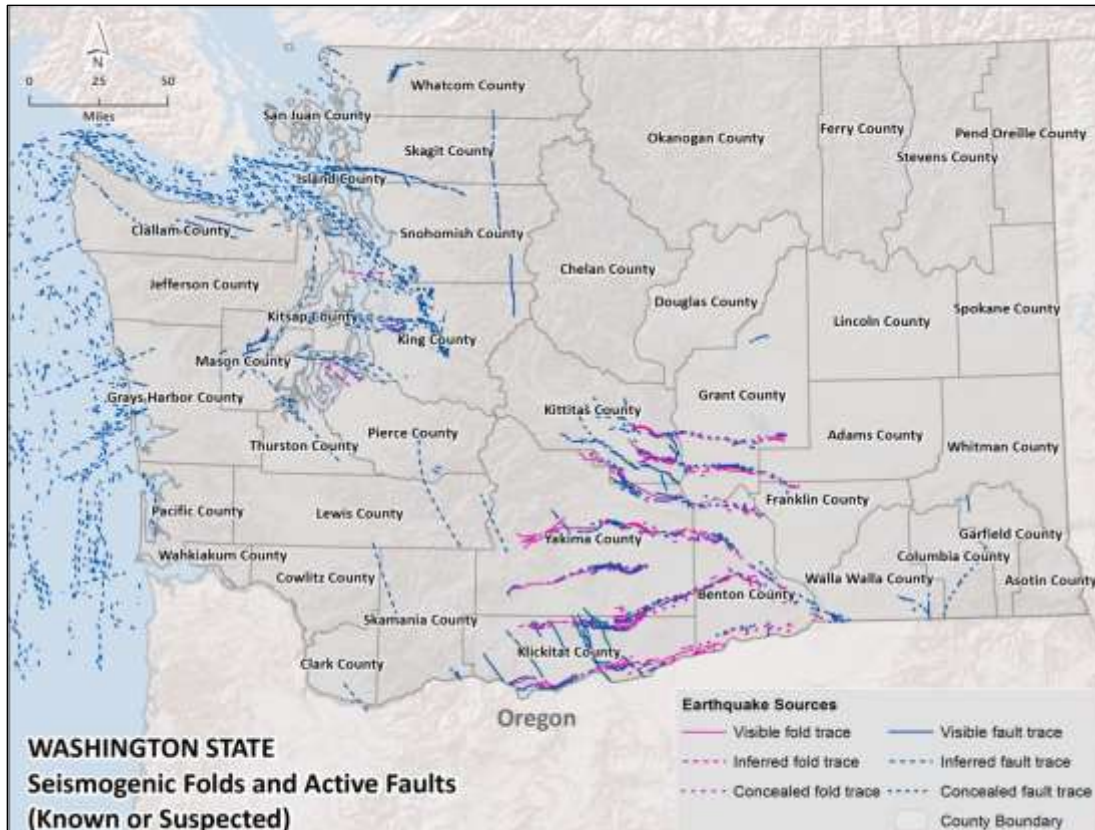 N
0 25 50
Miles
Whatcom County
San Juan County
Okanogan County
Ferry County
Pend Oreille County
Skagit County
Stevens County
Island County
Clallam County
Snohomish County
Chelan County
Jefferson County
Douglas County
Spokane County
Kitsap County
Lincoln County
King County
Mason County
Grays Harbor County
Grant County
Kittitas County
Pierce County
Adams County
Thurston County
Whitman County
Franklin County
Pacific County
Lewis County
Garfield County
Yakima County
Wahkiakum County
Columbia County
Cowlitz County
Walla Walla County
Asotin County
Benton County
Skamania County
Klickitat County
Clark County
Oregon
WASHINGTON STATE
Seismogenic Folds and Active Faults
(Known or Suspected)
Earthquake Sources
Visible fold trace
Visible fault trace
Inferred fold trace
Inferred fault trace
Concealed fold trace
Concealed fault trace
County Boundary